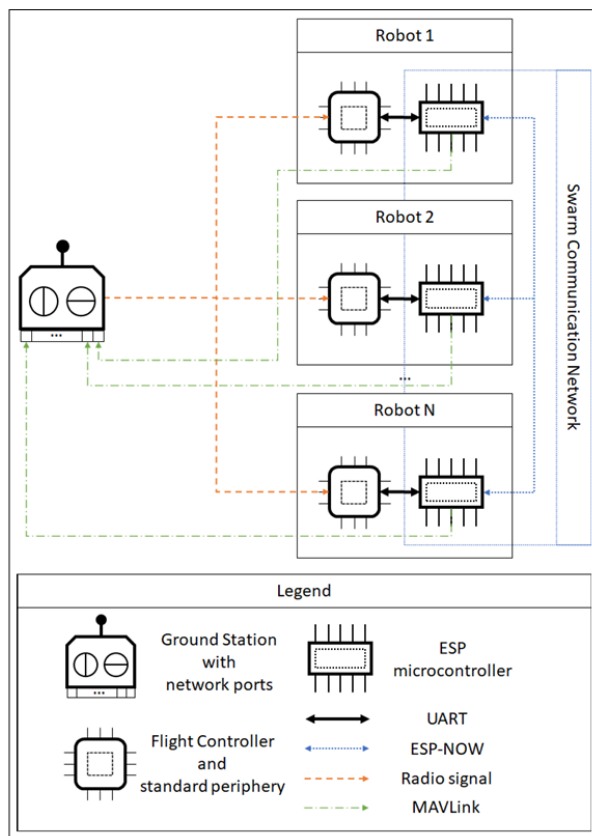 Robot 1
Robot 2
...
Robot N
...
Swarm Communication Network
Legend
Ground Station
with
network ports
...
ESP
microcontroller
Flight Controller
and
standard periphery
UART
ESP-NOW
Radio signal
MAVLink